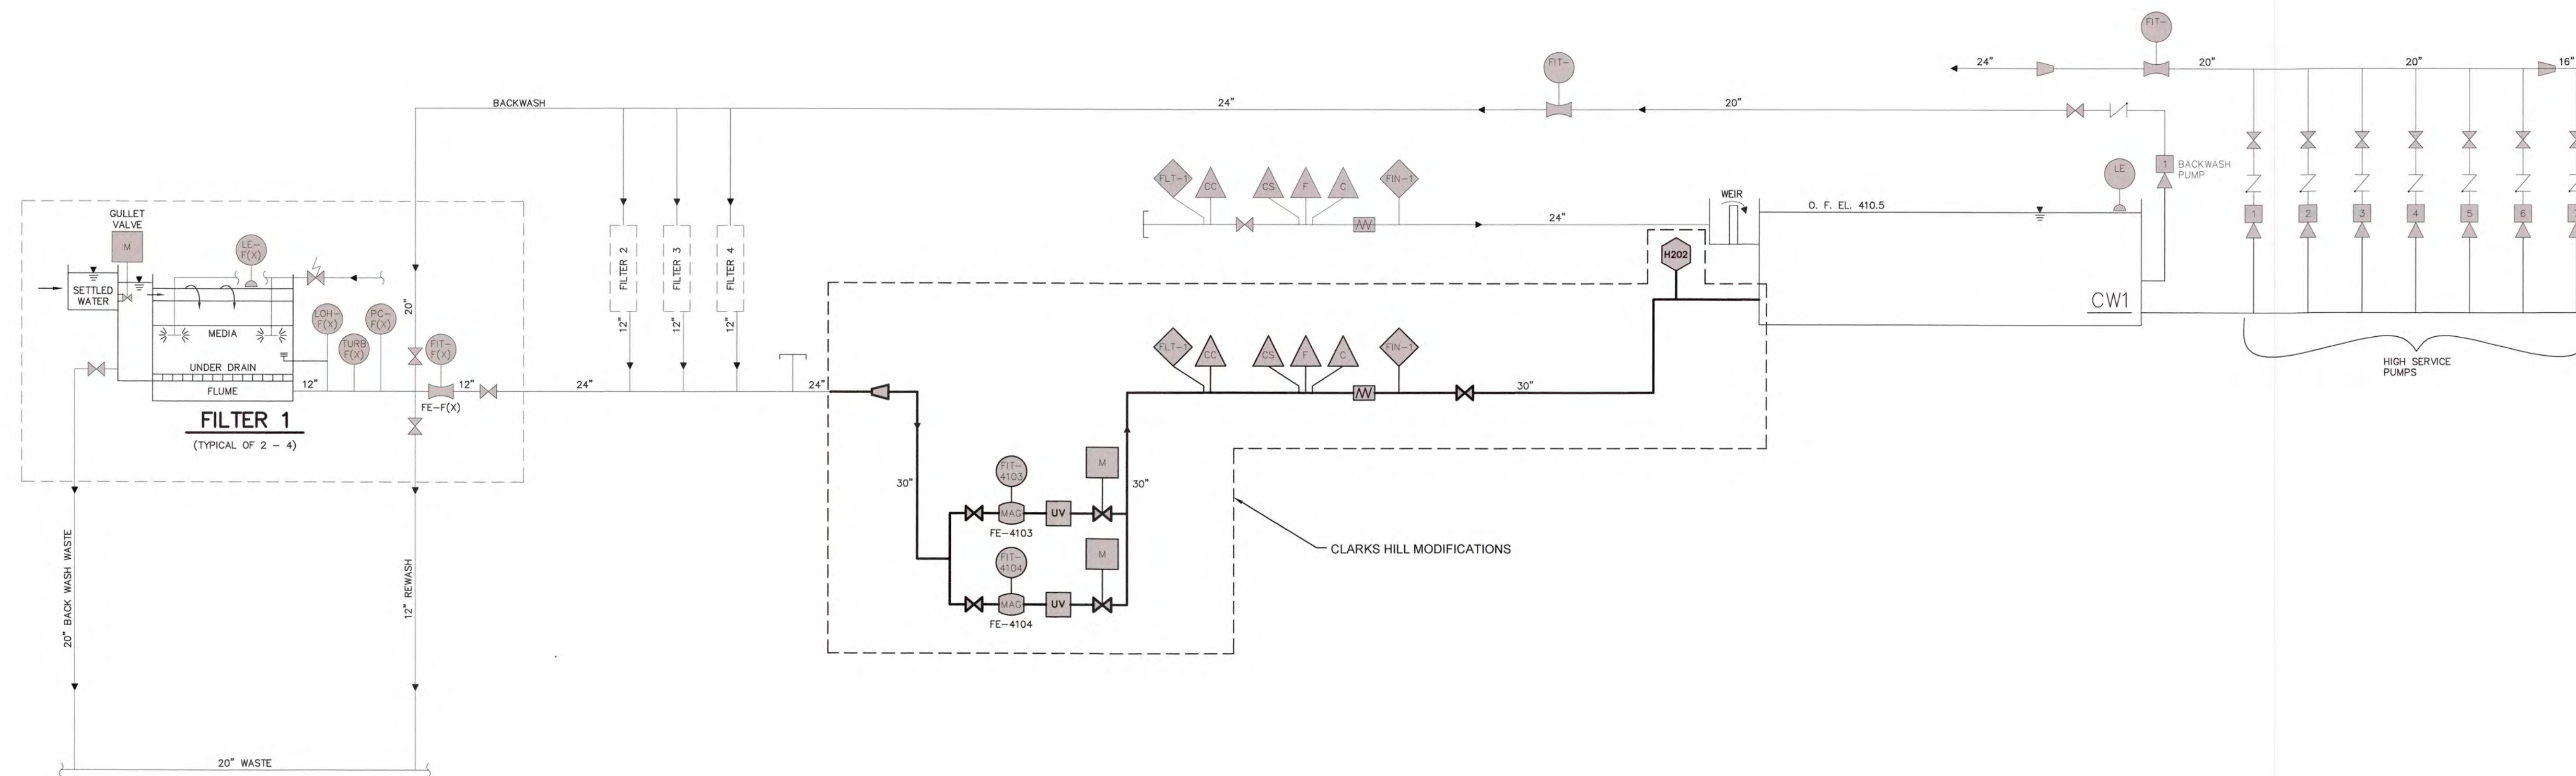 FIT-
24"
20"
20"
16"
FIT-
BACKWASH
24"
20"
1
BACKWASH
PUMP
FLT-1
CC
CS
F
C
FIN-1
LE
WEIR
O. F. EL. 410.5
24"
GULLET
VALVE
M
LE-
F(X)
SETTLED
WATER
MEDIA
UNDER DRAIN
FLUME
LOH-
F(X)
TURB
F(X)
PC-
F(X)
20"
FIT-
F(X)
12"
12"
FE-F(X)
FILTER 1
(TYPICAL OF 2 - 4)
FILTER 2
FILTER 3
FILTER 4
12"
12"
12"
24"
24"
H202
CW1
1
2
3
4
5
6
HIGH SERVICE
PUMPS
FLT-1
CC
CS
F
C
FIN-1
30"
30"
30"
FIT-
4103
MAG
UV
M
FE-4103
FIT-
4104
MAG
UV
M
FE-4104
CLARKS HILL MODIFICATIONS
20" BACK WASH WASTE
12" REWASH
20" WASTE